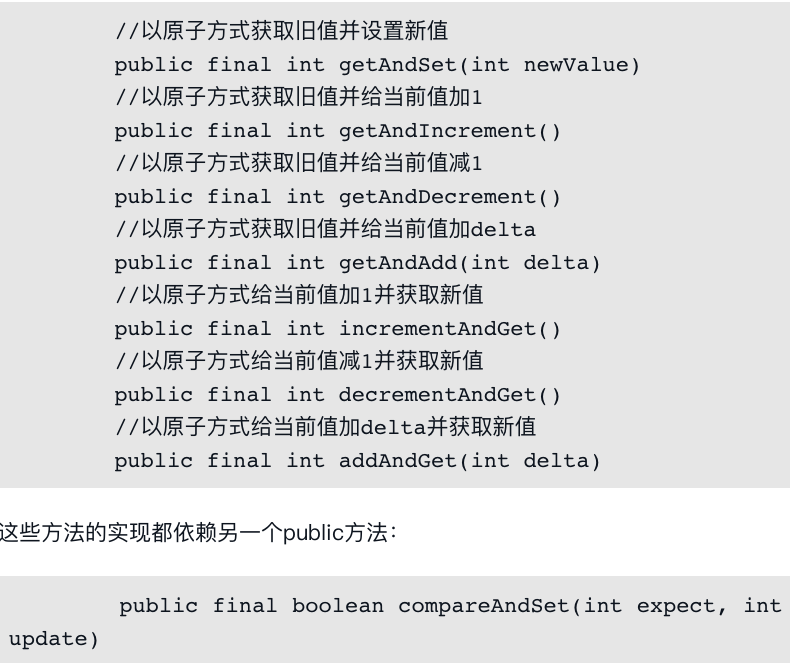 //以原子方式获取旧值并设置新值
public final int getAndSet(int newValue)
//以原子方式获取旧值并给当前值加1
public final int getAndIncrement()
//以原子方式获取旧值并给当前值减1
public final int getAndDecrement()
//以原子方式获取旧值并给当前值加delta
public final int getAndAdd(int delta)
//以原子方式给当前值加1并获取新值
public final int incrementAndGet()
//以原子方式给当前值减1并获取新值
public final int decrementAndGet()
//以原子方式给当前值加delta并获取新值
public final int addAndGet(int delta)
这些方法的实现都依赖另一个public方法：
public final boolean compareAndSet(int expect, int
update)